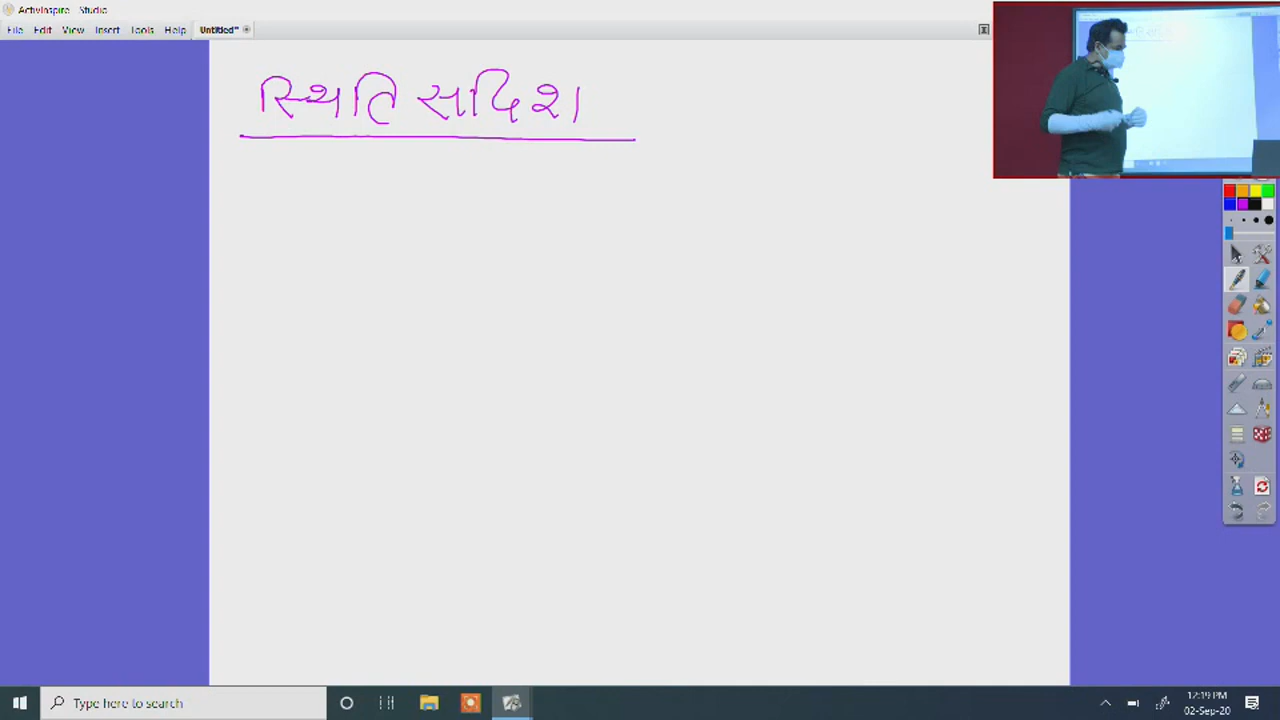 ActivInspire - Studio
File Edit View Insert Tools Help Untitled*
સ્થિતિ સદિશ
Type here to search
12:19 PM
02-Sep-20